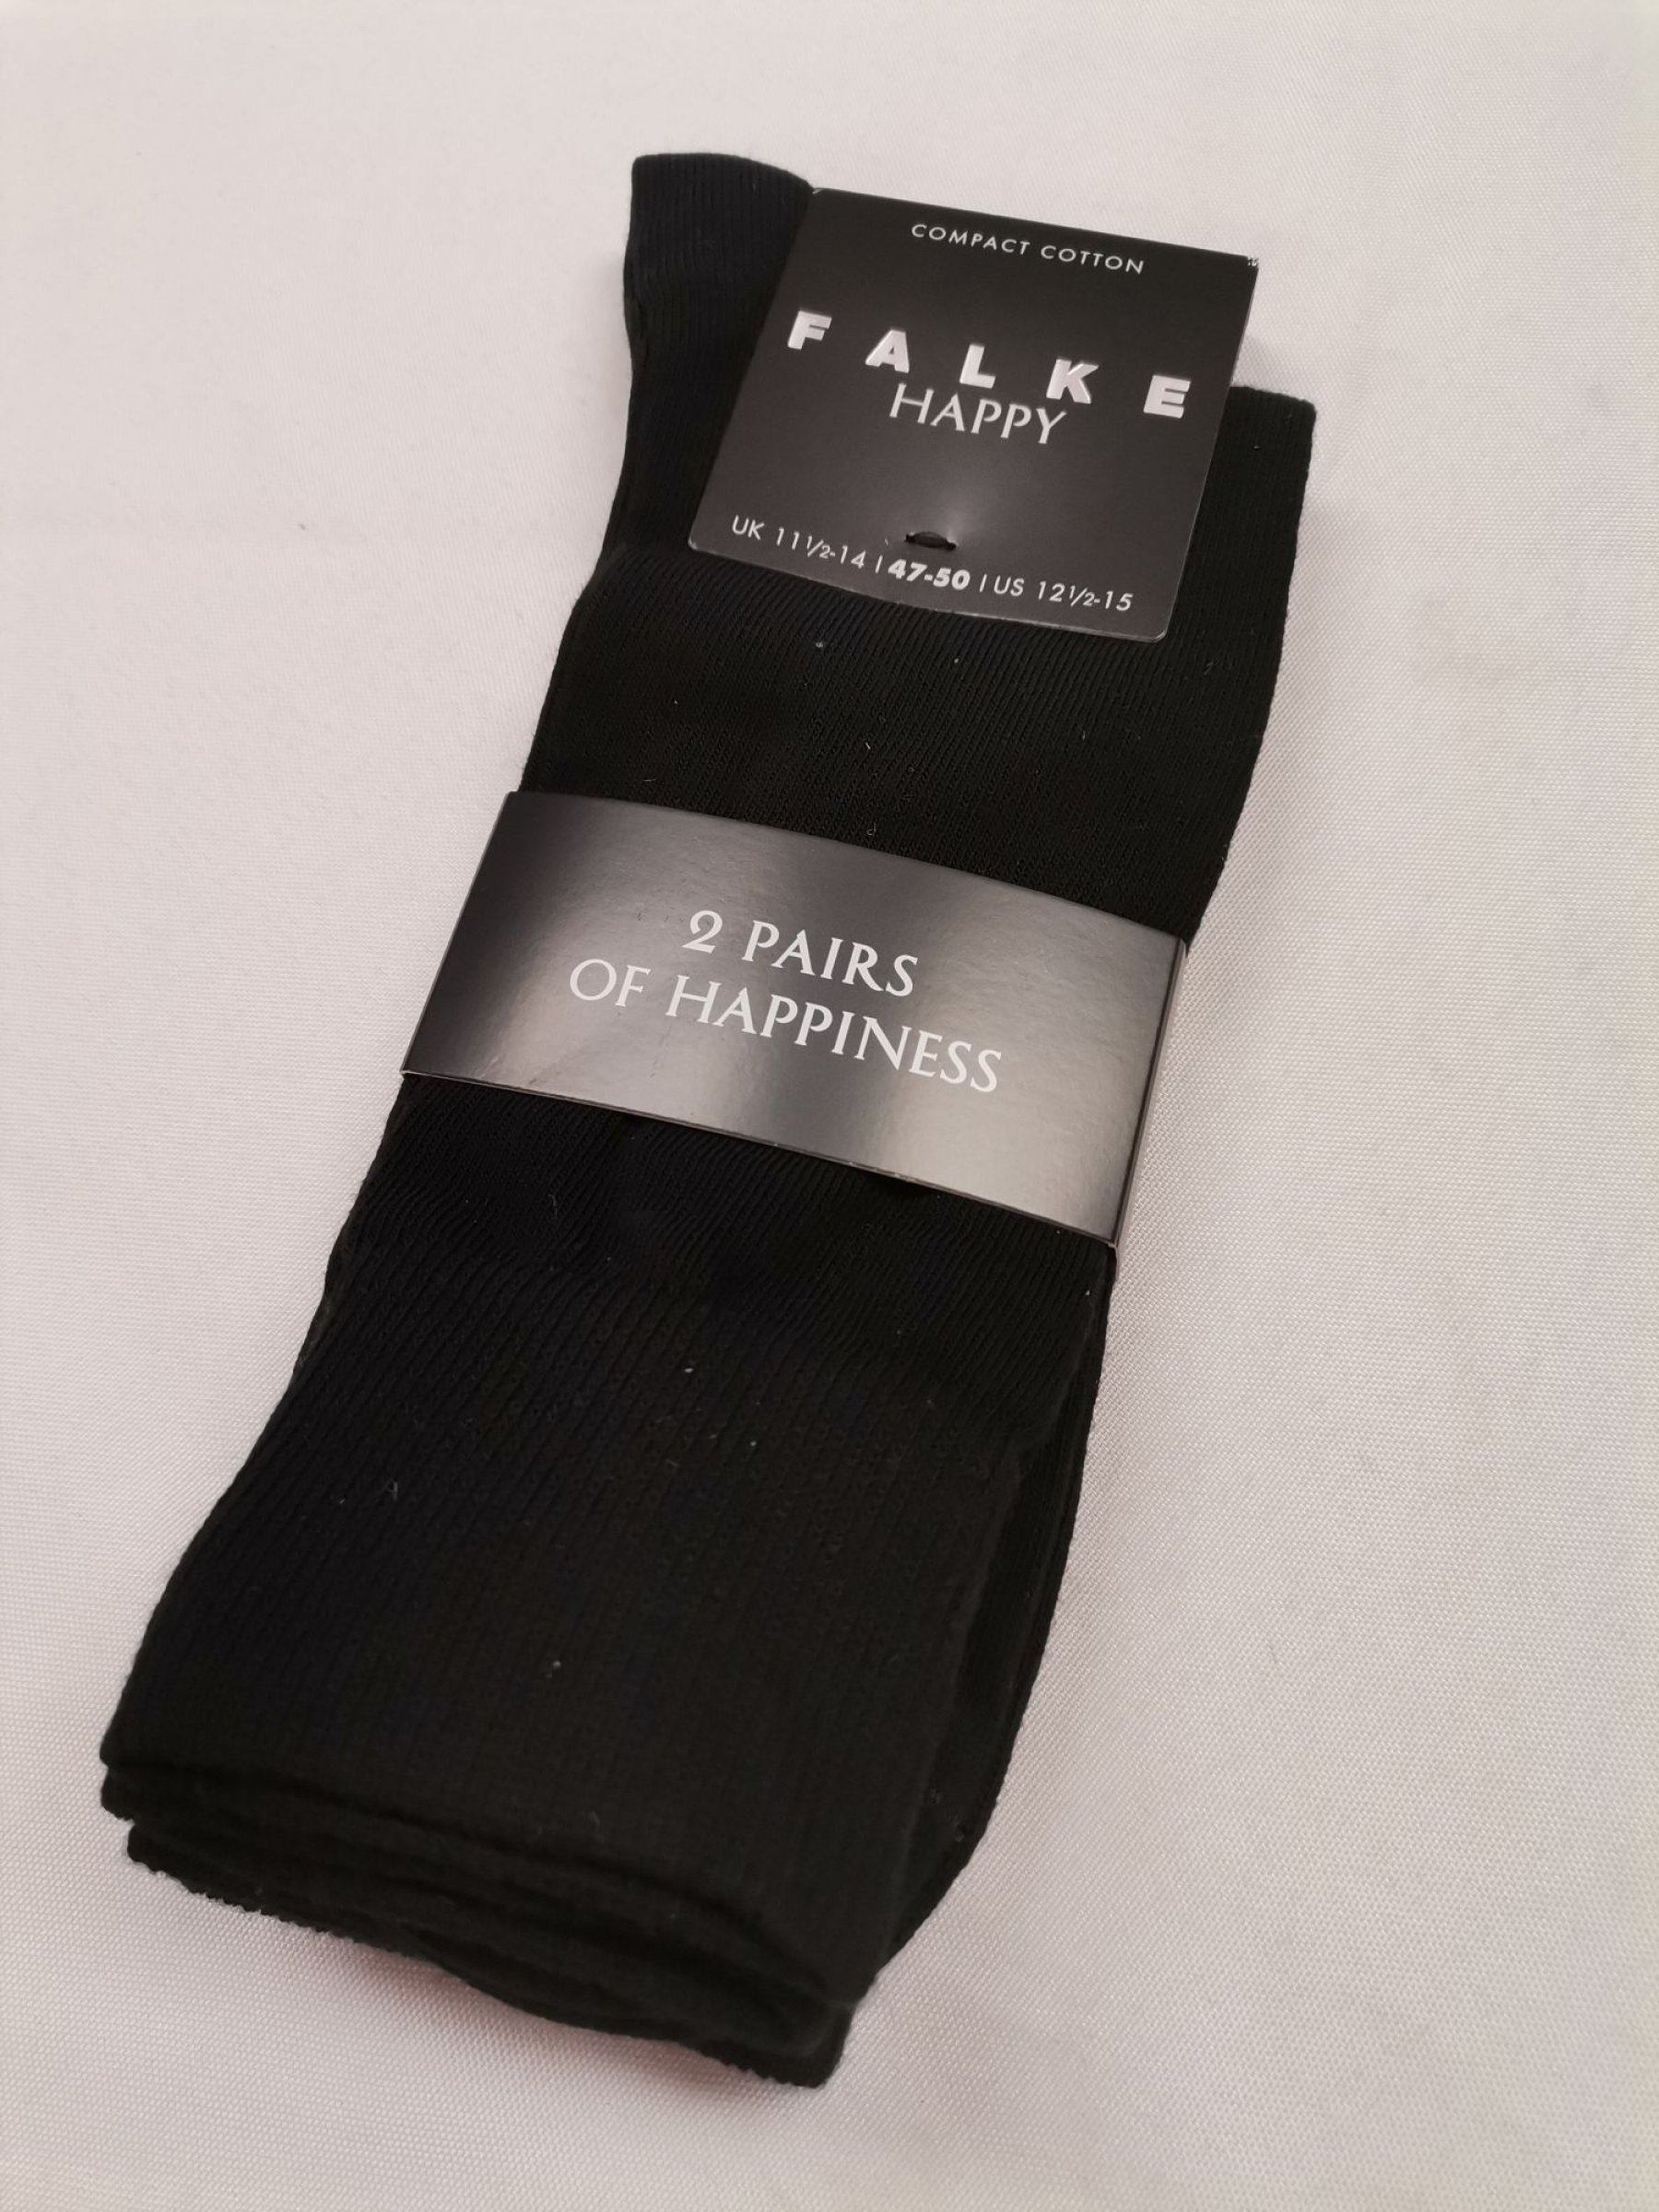 COMPACT COTTON
FALKE
HAPPY
UK 11½-14 | 47-50 | US 12½-15
2 PAIRS
OF HAPPINESS